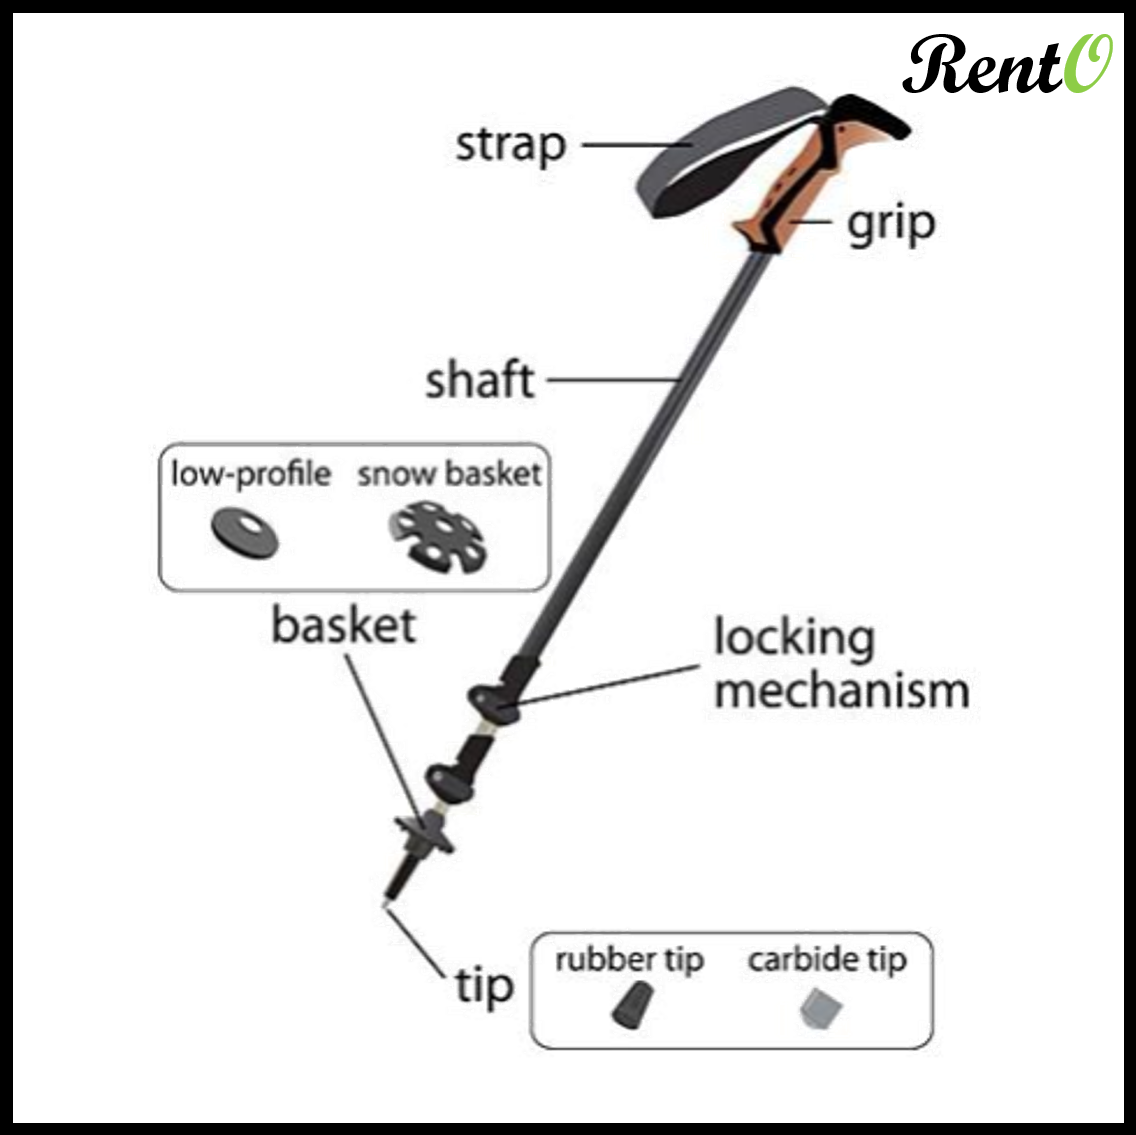 RentO
strap
grip
shaft
low-profile snow basket
basket
locking
mechanism
rubber tip carbide tip
tip